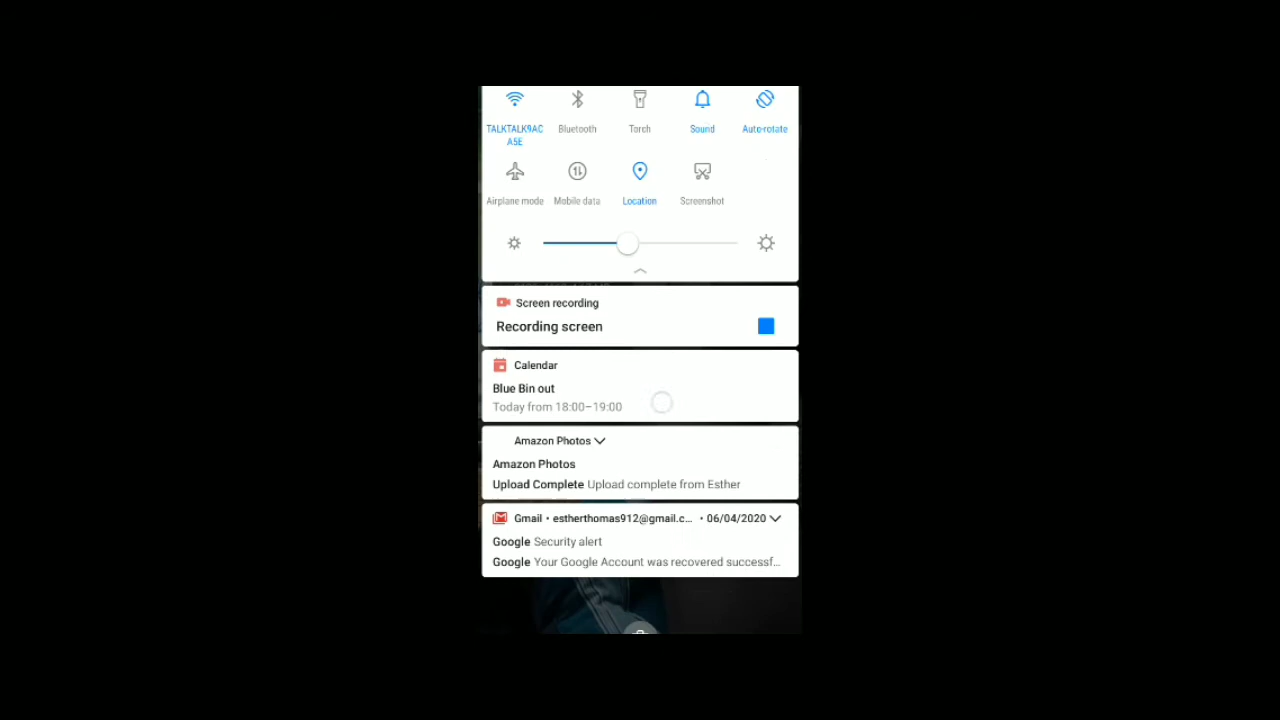 TALKTALK9AC
A5E
Bluetooth
Torch
Sound
Auto-rotate
Airplane mode
Mobile data
Location
Screenshot
Screen recording
Recording screen
Calendar
Blue Bin out
Today from 18:00–19:00
Amazon Photos
Amazon Photos
Upload Complete Upload complete from Esther
Gmail • estherthomas912@gmail.c... • 06/04/2020
Google Security alert
Google Your Google Account was recovered successf...